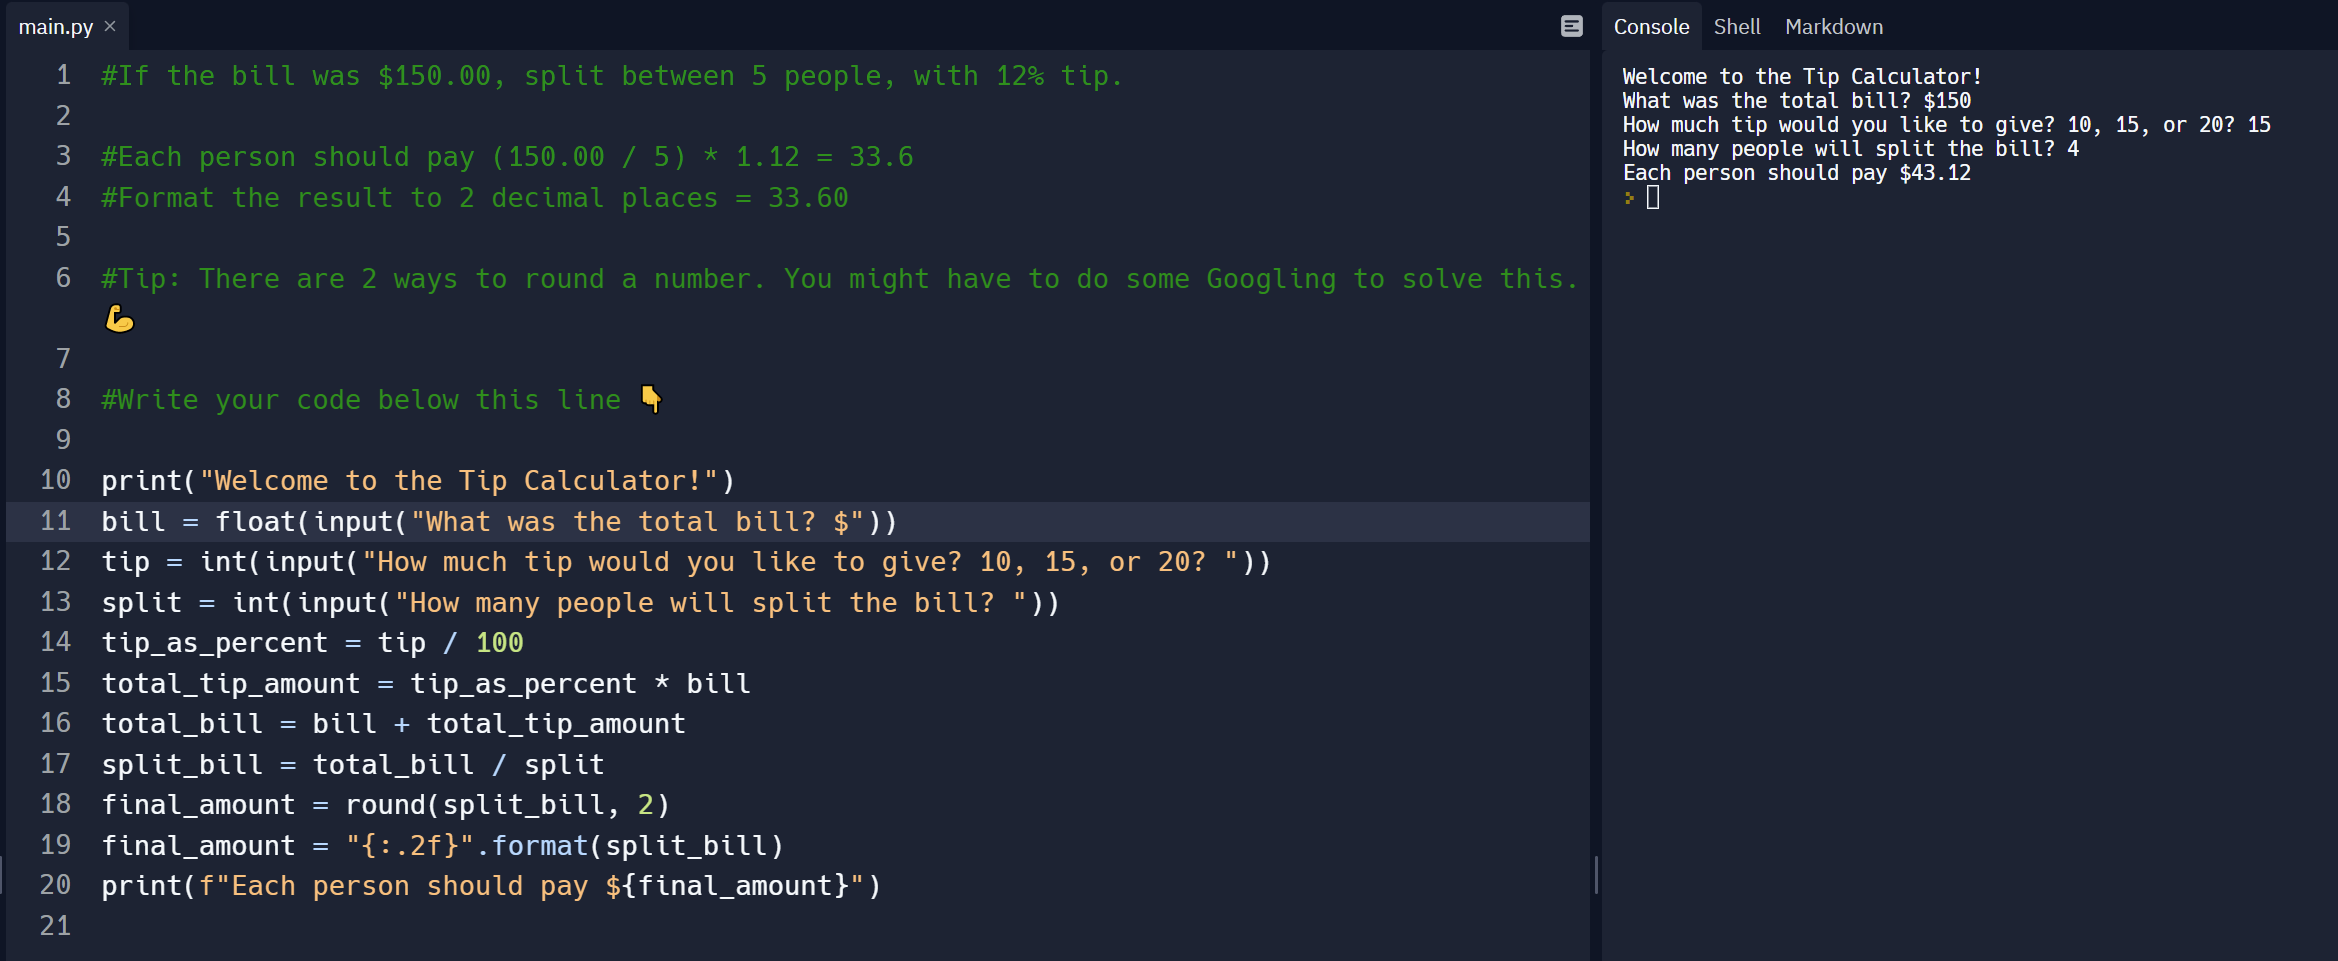 main.py ×
1 #If the bill was $150.00, split between 5 people, with 12% tip.
2
3 #Each person should pay (150.00 / 5) * 1.12 = 33.6
4 #Format the result to 2 decimal places = 33.60
5
6 #Tip: There are 2 ways to round a number. You might have to do some Googling to solve this.
💪
7
8 #Write your code below this line 👇
9
10 print("Welcome to the Tip Calculator!")
11 bill = float(input("What was the total bill? $"))
12 tip = int(input("How much tip would you like to give? 10, 15, or 20? "))
13 split = int(input("How many people will split the bill? "))
14 tip_as_percent = tip / 100
15 total_tip_amount = tip_as_percent * bill
16 total_bill = bill + total_tip_amount
17 split_bill = total_bill / split
18 final_amount = round(split_bill, 2)
19 final_amount = "{:.2f}".format(split_bill)
20 print(f"Each person should pay ${final_amount}")
21
Console Shell Markdown
Welcome to the Tip Calculator!
What was the total bill? $150
How much tip would you like to give? 10, 15, or 20? 15
How many people will split the bill? 4
Each person should pay $43.12